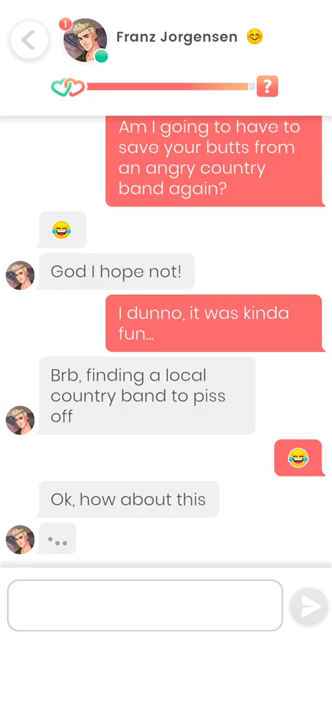 1
Franz Jorgensen 😊
?
Am I going to have to
save your butts from
an angry country
band again?
😂
God I hope not!
I dunno, it was kinda
fun...
Brb, finding a local
country band to piss
off
😂
Ok, how about this